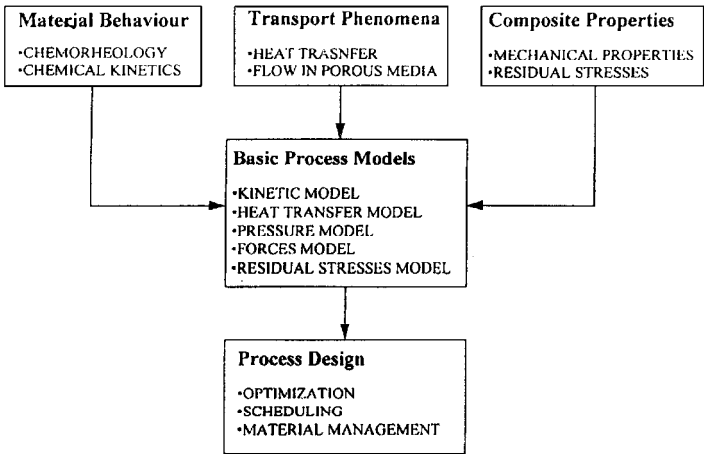 Material Behaviour
•CHEMORHEOLOGY
•CHEMICAL KINETICS
Transport Phenomena
•HEAT TRASNFER
•FLOW IN POROUS MEDIA
Composite Properties
•MECHANICAL PROPERTIES
•RESIDUAL STRESSES
Basic Process Models
•KINETIC MODEL
•HEAT TRANSFER MODEL
•PRESSURE MODEL
•FORCES MODEL
•RESIDUAL STRESSES MODEL
Process Design
•OPTIMIZATION
•SCHEDULING
•MATERIAL MANAGEMENT